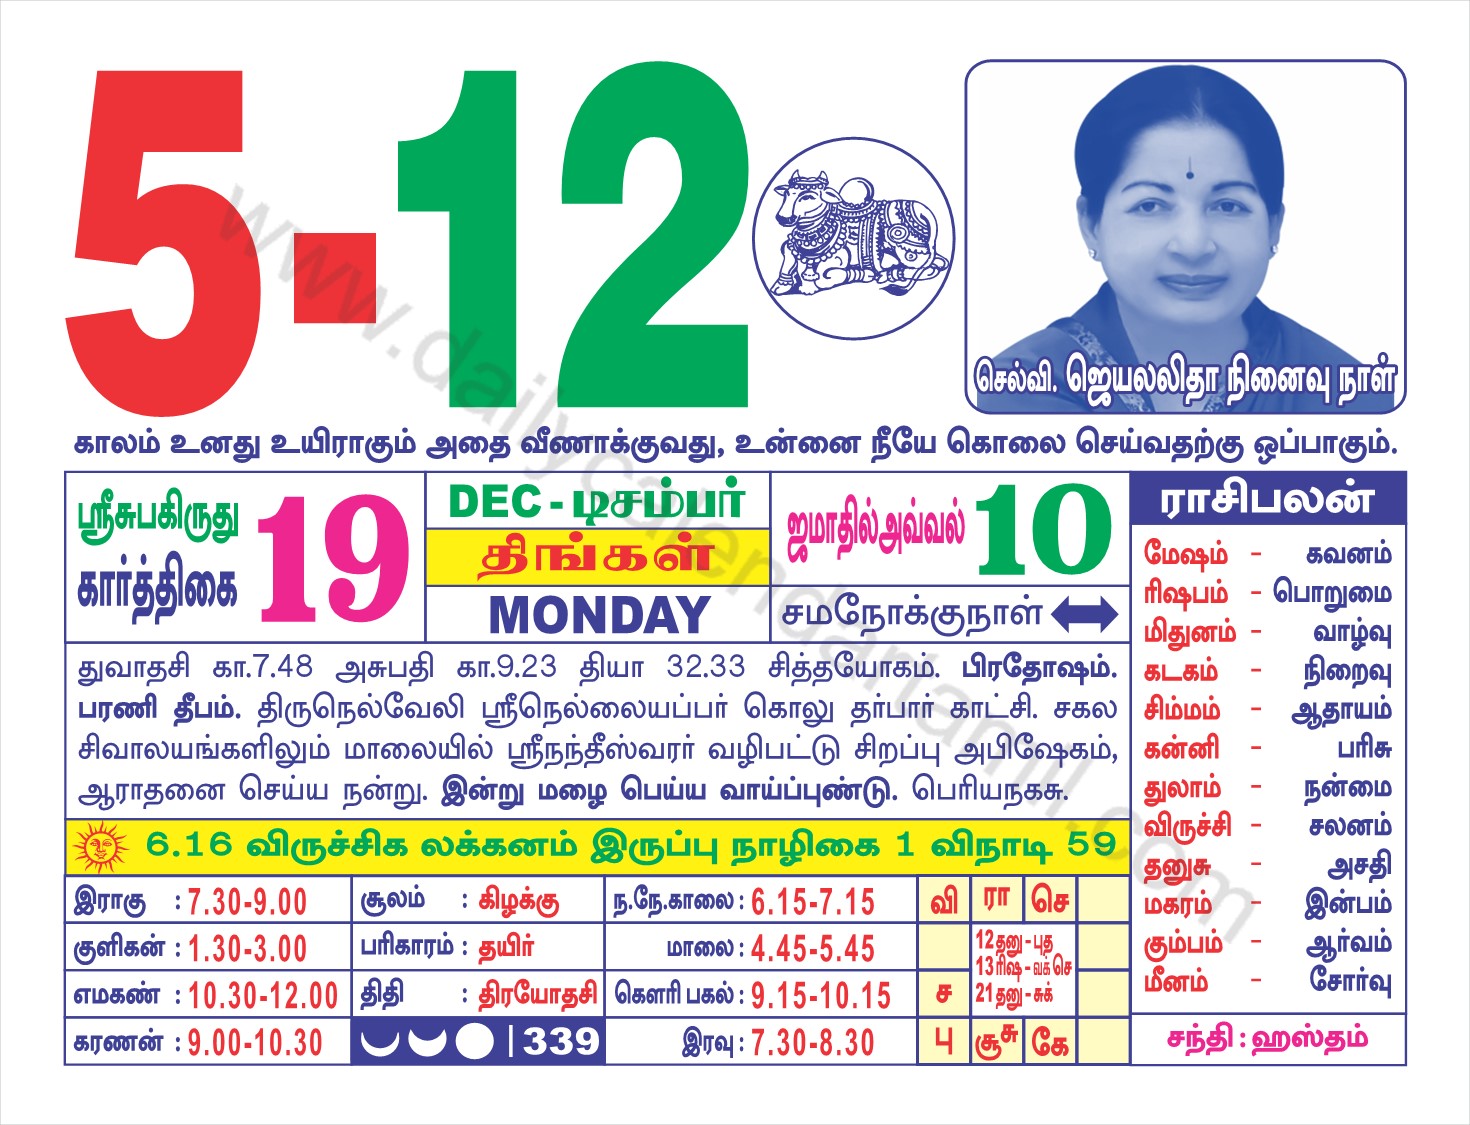 5-12
செல்வி. ஜெயலலிதா நினைவு நாள்
காலம் உனது உயிராகும் அதை வீணாக்குவது, உன்னை நீயே கொலை செய்வதற்கு ஒப்பாகும்.
ஸ்ரீசுபகிருது
கார்த்திகை 19
DEC - டிசம்பர்
திங்கள்
MONDAY
ஜமாதில் அவ்வல் 10
சமநோக்குநாள்
துவாதசி கா.7.48 அசுபதி கா.9.23 தியா 32.33 சித்தயோகம். பிரதோஷம்.
பரணி தீபம். திருநெல்வேலி ஸ்ரீநெல்லையப்பர் கொலு தர்பார் காட்சி. சகல
சிவாலயங்களிலும் மாலையில் ஸ்ரீநந்தீஸ்வரர் வழிபட்டு சிறப்பு அபிஷேகம்,
ஆராதனை செய்ய நன்று. இன்று மழை பெய்ய வாய்ப்புண்டு. பெரியநகசு.
6.16 விருச்சிக லக்கனம் இருப்பு நாழிகை 1 விநாடி 59
இராகு : 7.30-9.00
குளிகன் : 1.30-3.00
எமகண் : 10.30-12.00
கரணன் : 9.00-10.30
சூலம் : கிழக்கு
பரிகாரம் : தயிர்
திதி : திரயோதசி
339
ந.நே.காலை : 6.15-7.15
மாலை : 4.45-5.45
கௌரி பகல் : 9.15-10.15
இரவு : 7.30-8.30
வி ரா செ
12 தனு - புத
13 ரிஷ - வக் செ
21 தனு - சுக்
ச
பு சூசு கே
ராசிபலன்
மேஷம் - கவனம்
ரிஷபம் - பொறுமை
மிதுனம் - வாழ்வு
கடகம் - நிறைவு
சிம்மம் - ஆதாயம்
கன்னி - பரிசு
துலாம் - நன்மை
விருச்சி - சலனம்
தனுசு - அசதி
மகரம் - இன்பம்
கும்பம் - ஆர்வம்
மீனம் - சோர்வு
சந்தி : ஹஸ்தம்
www.dailycalendartamil.com